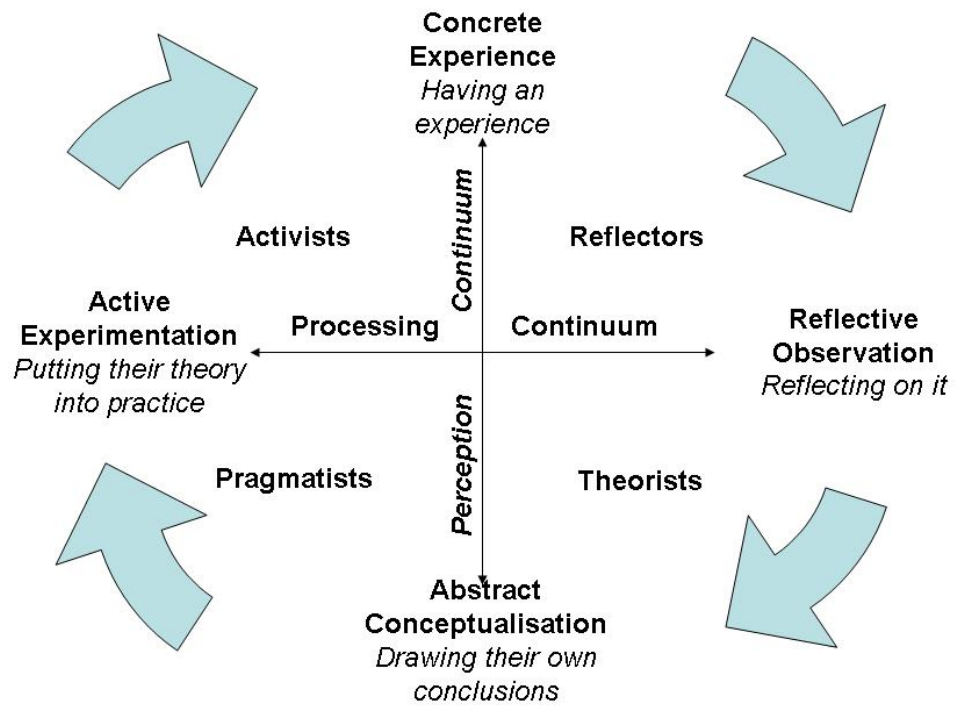 Concrete
Experience
Having an
experience
Activists
Reflectors
Perception Continuum
Processing Continuum
Active
Experimentation
Putting their theory
into practice
Reflective
Observation
Reflecting on it
Pragmatists
Theorists
Abstract
Conceptualisation
Drawing their own
conclusions